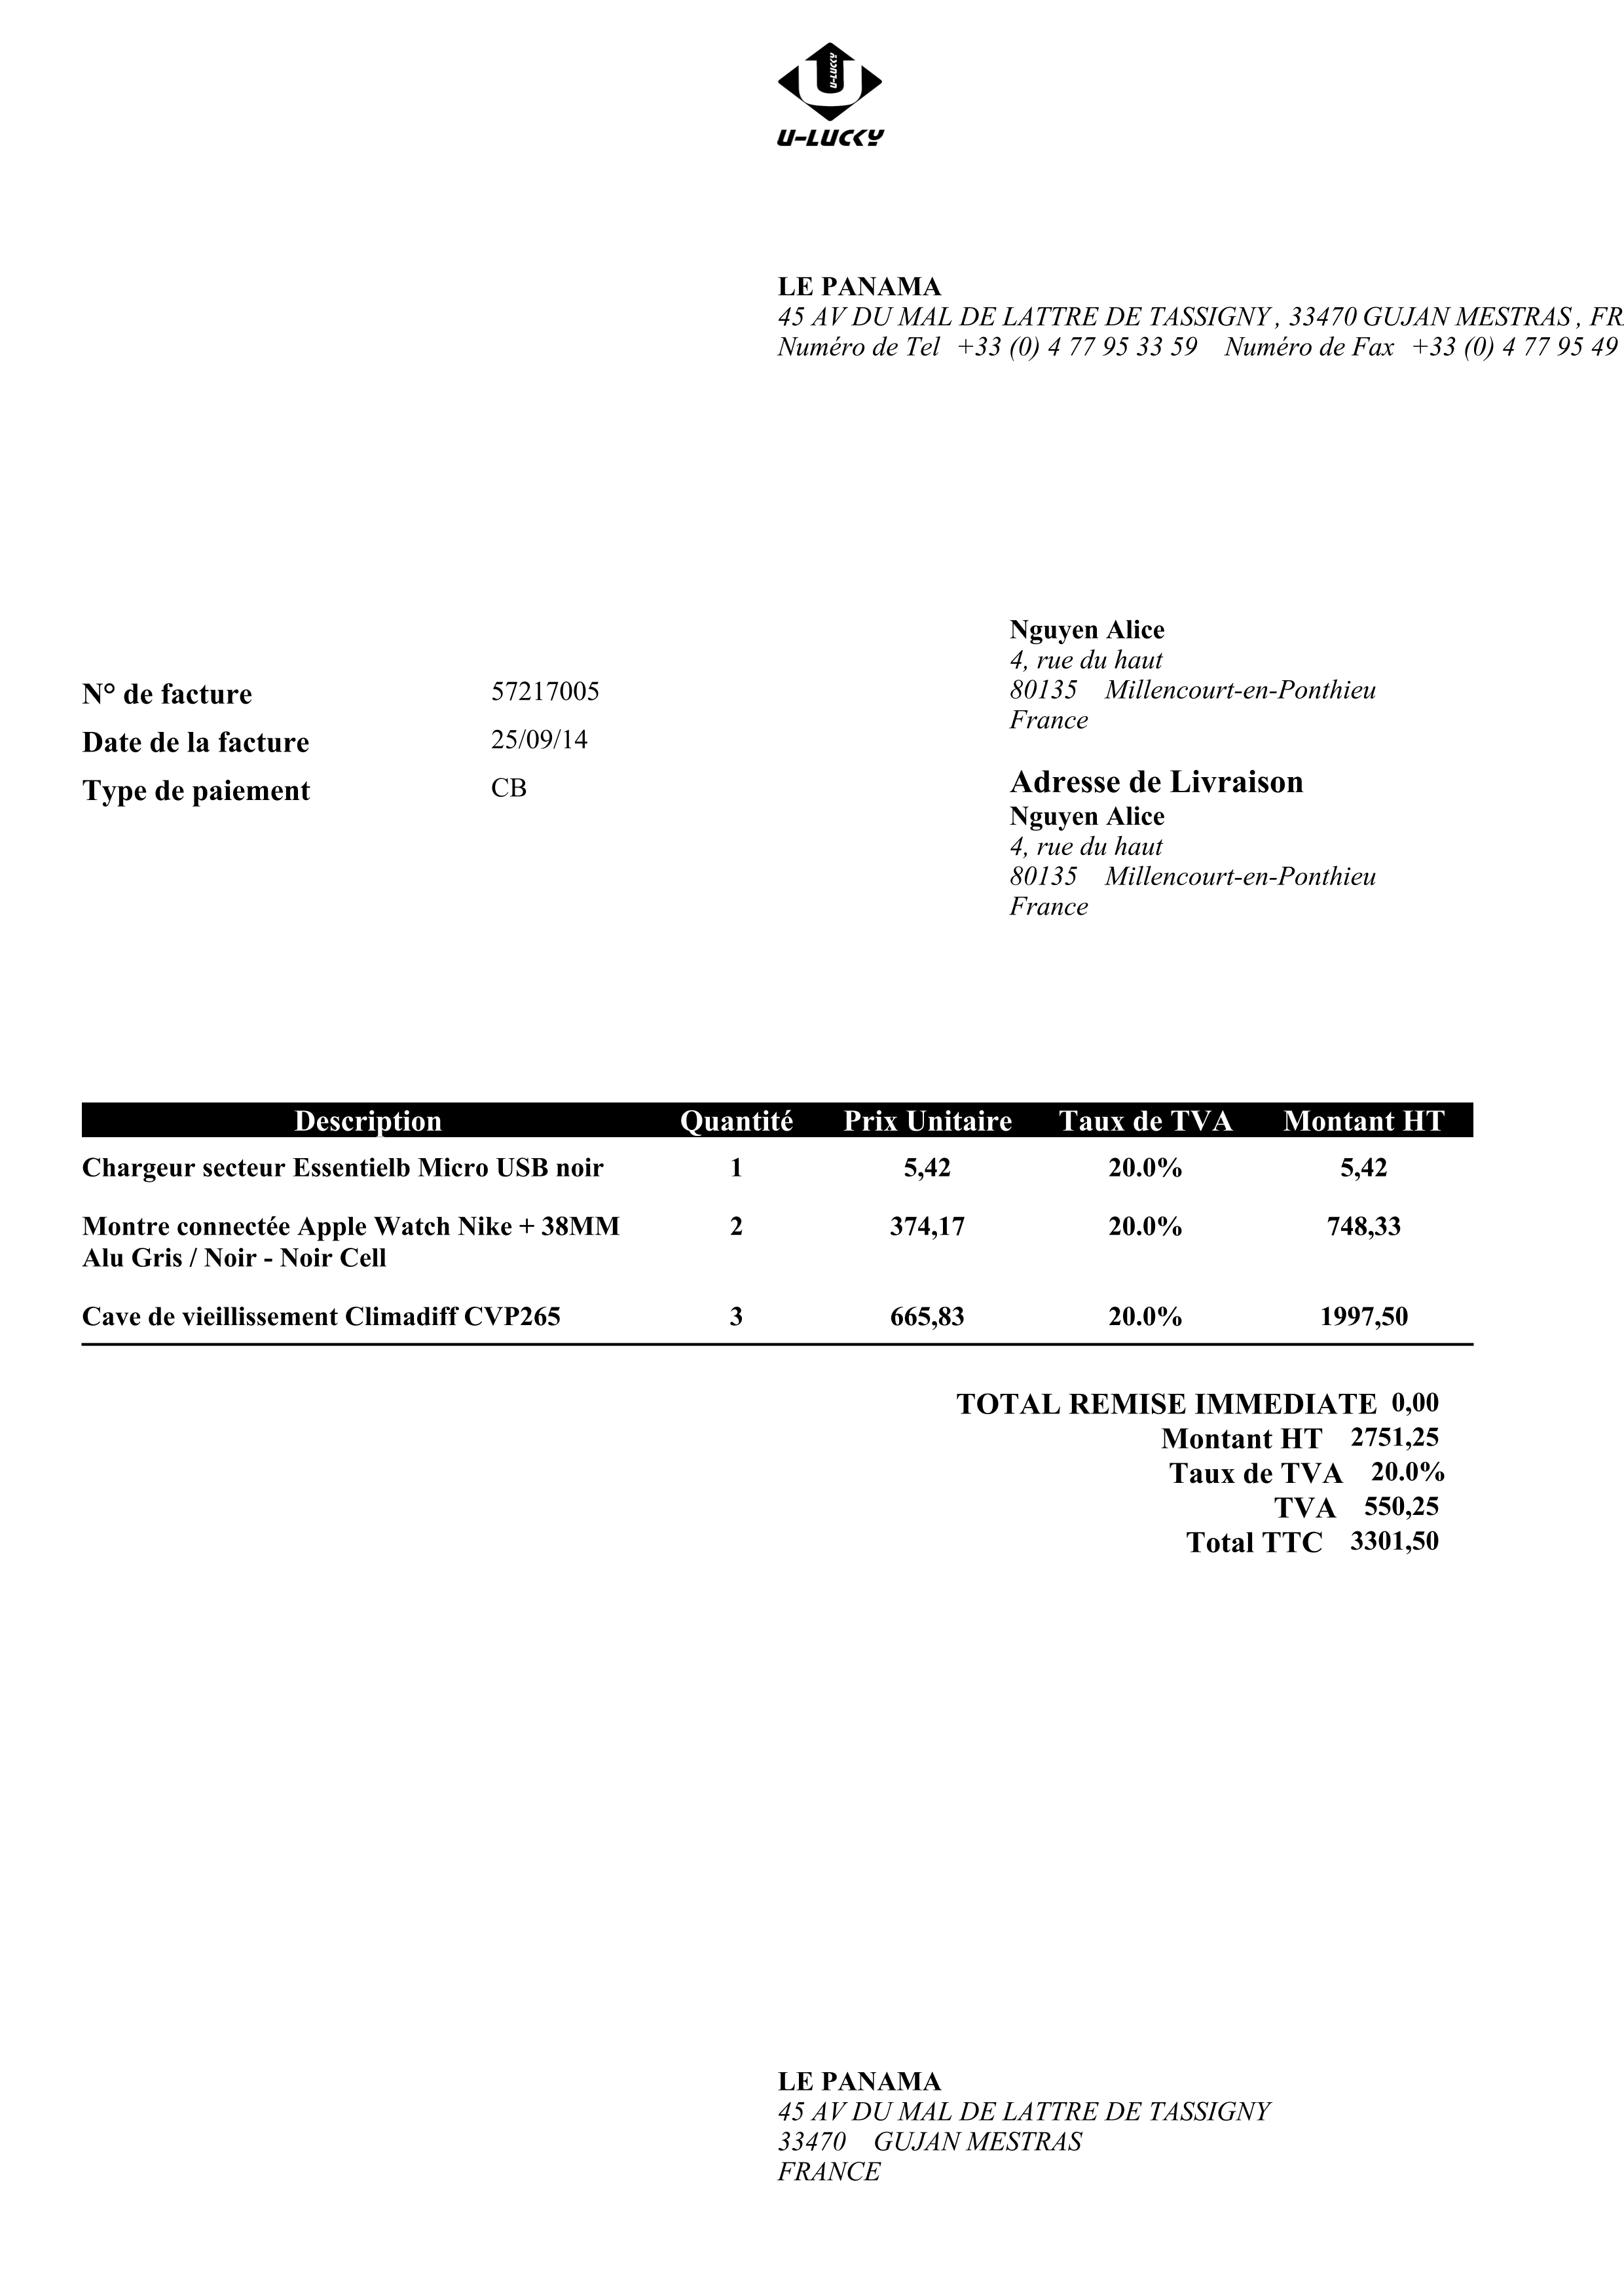 U-LUCKY
U-LUCKY
LE PANAMA
45 AV DU MAL DE LATTRE DE TASSIGNY , 33470 GUJAN MESTRAS , FR
Numéro de Tel +33 (0) 4 77 95 33 59 Numéro de Fax +33 (0) 4 77 95 49
Nguyen Alice
4, rue du haut
80135 Millencourt-en-Ponthieu
France
N° de facture 57217005
Date de la facture 25/09/14
Type de paiement CB
Adresse de Livraison
Nguyen Alice
4, rue du haut
80135 Millencourt-en-Ponthieu
France
Description Quantité Prix Unitaire Taux de TVA Montant HT
Chargeur secteur Essentielb Micro USB noir 1 5,42 20.0% 5,42
Montre connectée Apple Watch Nike + 38MM 2 374,17 20.0% 748,33
Alu Gris / Noir - Noir Cell
Cave de vieillissement Climadiff CVP265 3 665,83 20.0% 1997,50
TOTAL REMISE IMMEDIATE 0,00
Montant HT 2751,25
Taux de TVA 20.0%
TVA 550,25
Total TTC 3301,50
LE PANAMA
45 AV DU MAL DE LATTRE DE TASSIGNY
33470 GUJAN MESTRAS
FRANCE